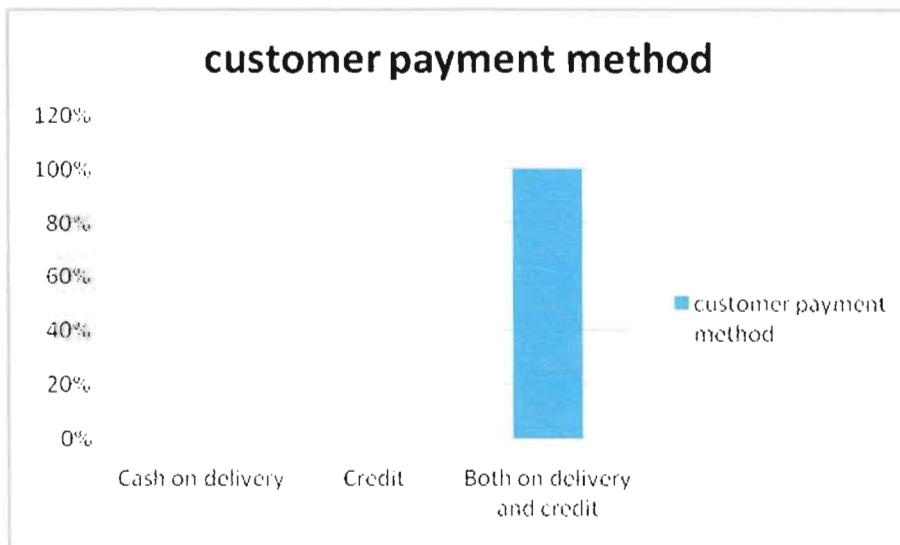 customer payment method
120%
100%
80%
60%
40%
20%
0%
Cash on delivery
Credit
Both on delivery
and credit
customer payment
method